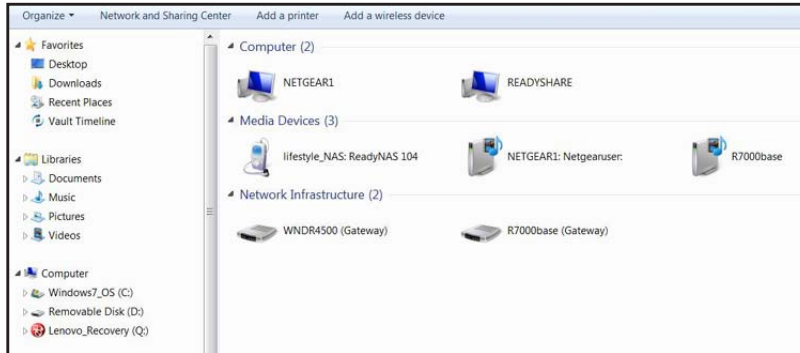 Organize Network and Sharing Center Add a printer Add a wireless device
Favorites
Desktop
Downloads
Recent Places
Vault Timeline
Libraries
Documents
Music
Pictures
Videos
Computer
Windows7_OS (C:)
Removable Disk (D:)
Lenovo_Recovery (Q:)
Computer (2)
NETGEAR1 READYSHARE
Media Devices (3)
lifestyle_NAS: ReadyNAS 104 NETGEAR1: Netgearuser: R7000base
Network Infrastructure (2)
WNDR4500 (Gateway) R7000base (Gateway)